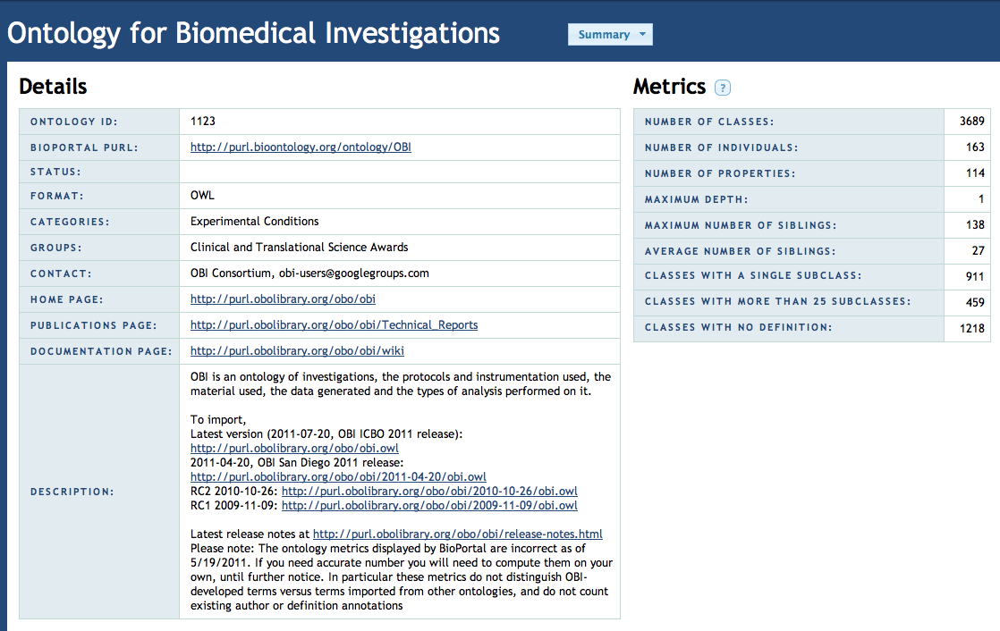 Ontology for Biomedical Investigations
Summary
Details
ONTOLOGY ID: 1123
BIOPORTAL PURL: http://purl.bioontology.org/ontology/OBI
STATUS:
FORMAT: OWL
CATEGORIES: Experimental Conditions
GROUPS: Clinical and Translational Science Awards
CONTACT: OBI Consortium, obi-users@googlegroups.com
HOME PAGE: http://purl.obolibrary.org/obo/obi
PUBLICATIONS PAGE: http://purl.obolibrary.org/obo/obi/Technical_Reports
DOCUMENTATION PAGE: http://purl.obolibrary.org/obo/obi/wiki
DESCRIPTION:
OBI is an ontology of investigations, the protocols and instrumentation used, the
material used, the data generated and the types of analysis performed on it.
To import,
Latest version (2011-07-20, OBI ICBO 2011 release):
http://purl.obolibrary.org/obo/obi.owl
2011-04-20, OBI San Diego 2011 release:
http://purl.obolibrary.org/obo/obi/2011-04-20/obi.owl
RC2 2010-10-26: http://purl.obolibrary.org/obo/obi/2010-10-26/obi.owl
RC1 2009-11-09: http://purl.obolibrary.org/obo/obi/2009-11-09/obi.owl
Latest release notes at http://purl.obolibrary.org/obo/obi/release-notes.html
Please note: The ontology metrics displayed by BioPortal are incorrect as of
5/19/2011. If you need accurate number you will need to compute them on your
own, until further notice. In particular these metrics do not distinguish OBI-
developed terms versus terms imported from other ontologies, and do not count
existing author or definition annotations
Metrics ?
NUMBER OF CLASSES: 3689
NUMBER OF INDIVIDUALS: 163
NUMBER OF PROPERTIES: 114
MAXIMUM DEPTH: 1
MAXIMUM NUMBER OF SIBLINGS: 138
AVERAGE NUMBER OF SIBLINGS: 27
CLASSES WITH A SINGLE SUBCLASS: 911
CLASSES WITH MORE THAN 25 SUBCLASSES: 459
CLASSES WITH NO DEFINITION: 1218